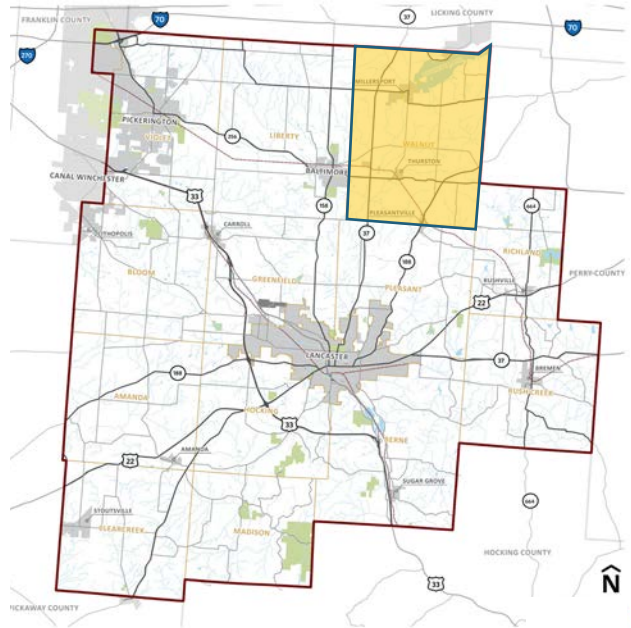 FRANKLIN COUNTY
70
37
LICKING COUNTY
70
270
MILLERSPORT
PICKERINGTON
VIOLET
256
LIBERTY
WALNUT
THURSTON
BALTIMORE
CANAL WINCHESTER
33
158
664
PLEASANTVILLE
LITHOPOLIS
CARROLL
37
RICHLAND
188
BLOOM
GREENFIELD
PLEASANT
RUSHVILLE
PERRY COUNTY
22
LANCASTER
37
188
BREMEN
AMANDA
RUSH CREEK
HOCKING
33
BERNE
AMANDA
22
SUGAR GROVE
664
STOUTSVILLE
CLEARCREEK
MADISON
HOCKING COUNTY
N
33
PICKAWAY COUNTY